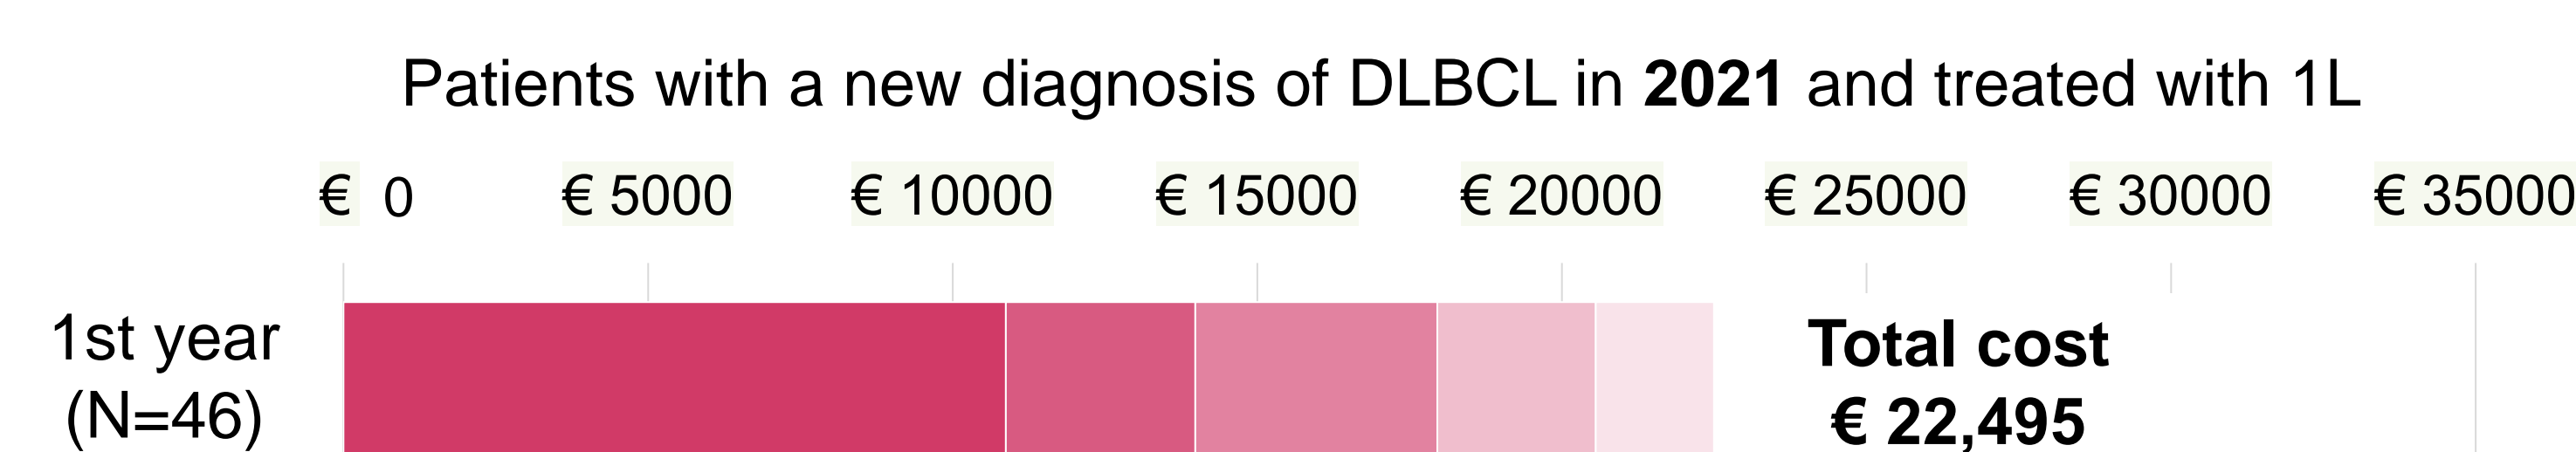 Patients with a new diagnosis of DLBCL in 2021 and treated with 1L
€ 0 € 5000 € 10000 € 15000 € 20000 € 25000 € 30000 € 35000
1st year
(N=46)
Total cost
€ 22,495